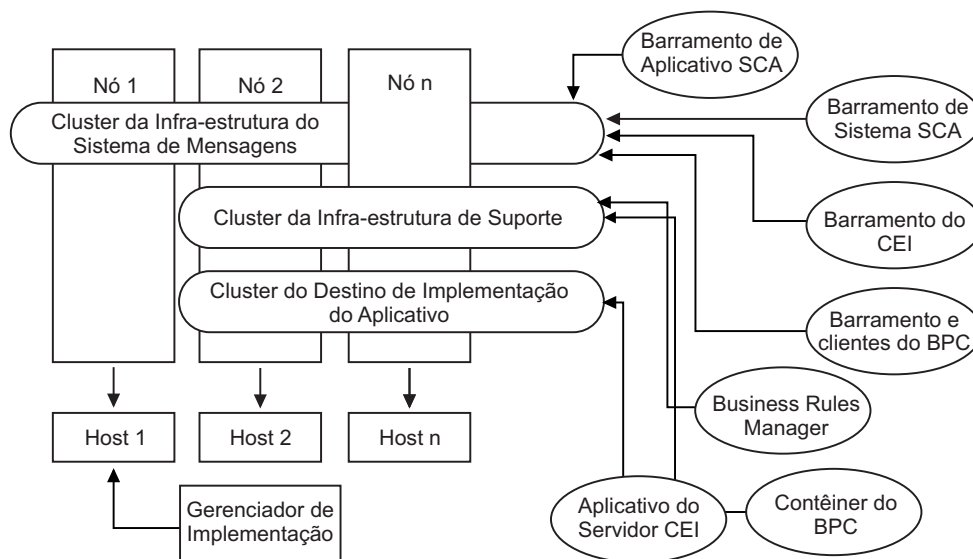 Nó 1
Nó 2
Nó n
Barramento de
Aplicativo SCA
Cluster da Infra-estrutura do
Sistema de Mensagens
Barramento de
Sistema SCA
Cluster da Infra-estrutura de Suporte
Barramento do
CEI
Cluster do Destino de Implementação
do Aplicativo
Barramento e
clientes do BPC
Host 1
Host 2
Host n
Business Rules
Manager
Gerenciador de
Implementação
Aplicativo do
Servidor CEI
Contêiner do
BPC